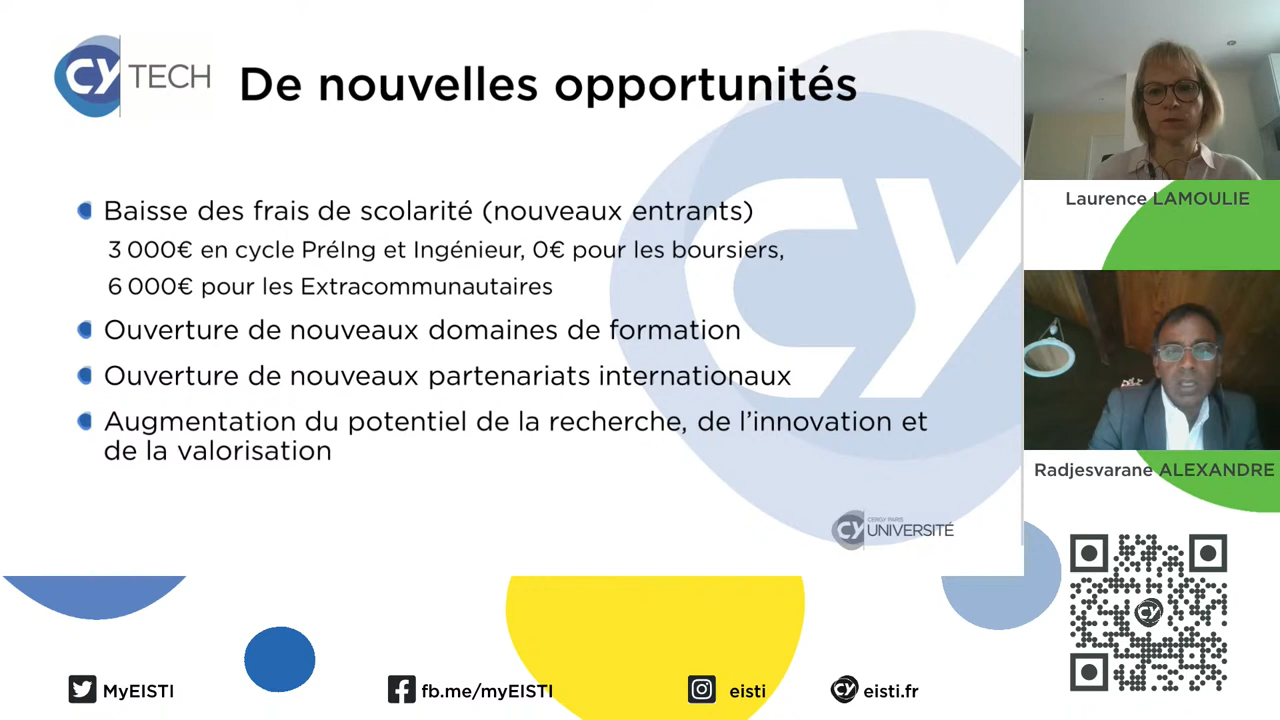 CY TECH
De nouvelles opportunités
Baisse des frais de scolarité (nouveaux entrants)
3 000€ en cycle PréIng et Ingénieur, 0€ pour les boursiers,
6 000€ pour les Extracommunautaires
Ouverture de nouveaux domaines de formation
Ouverture de nouveaux partenariats internationaux
Augmentation du potentiel de la recherche, de l’innovation et
de la valorisation
CY
CY CERGY PARIS
UNIVERSITÉ
Laurence LAMOULIE
Radjesvarane ALEXANDRE
CY
MyEISTI
fb.me/myEISTI
eisti
CY eisti.fr